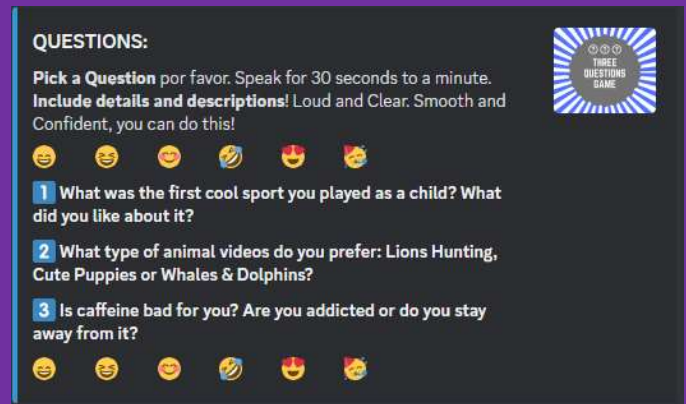 QUESTIONS:
Pick a Question por favor. Speak for 30 seconds to a minute.
Include details and descriptions! Loud and Clear. Smooth and
Confident, you can do this!
1 What was the first cool sport you played as a child? What
did you like about it?
2 What type of animal videos do you prefer: Lions Hunting,
Cute Puppies or Whales & Dolphins?
3 Is caffeine bad for you? Are you addicted or do you stay
away from it?
???
THREE
QUESTIONS
GAME